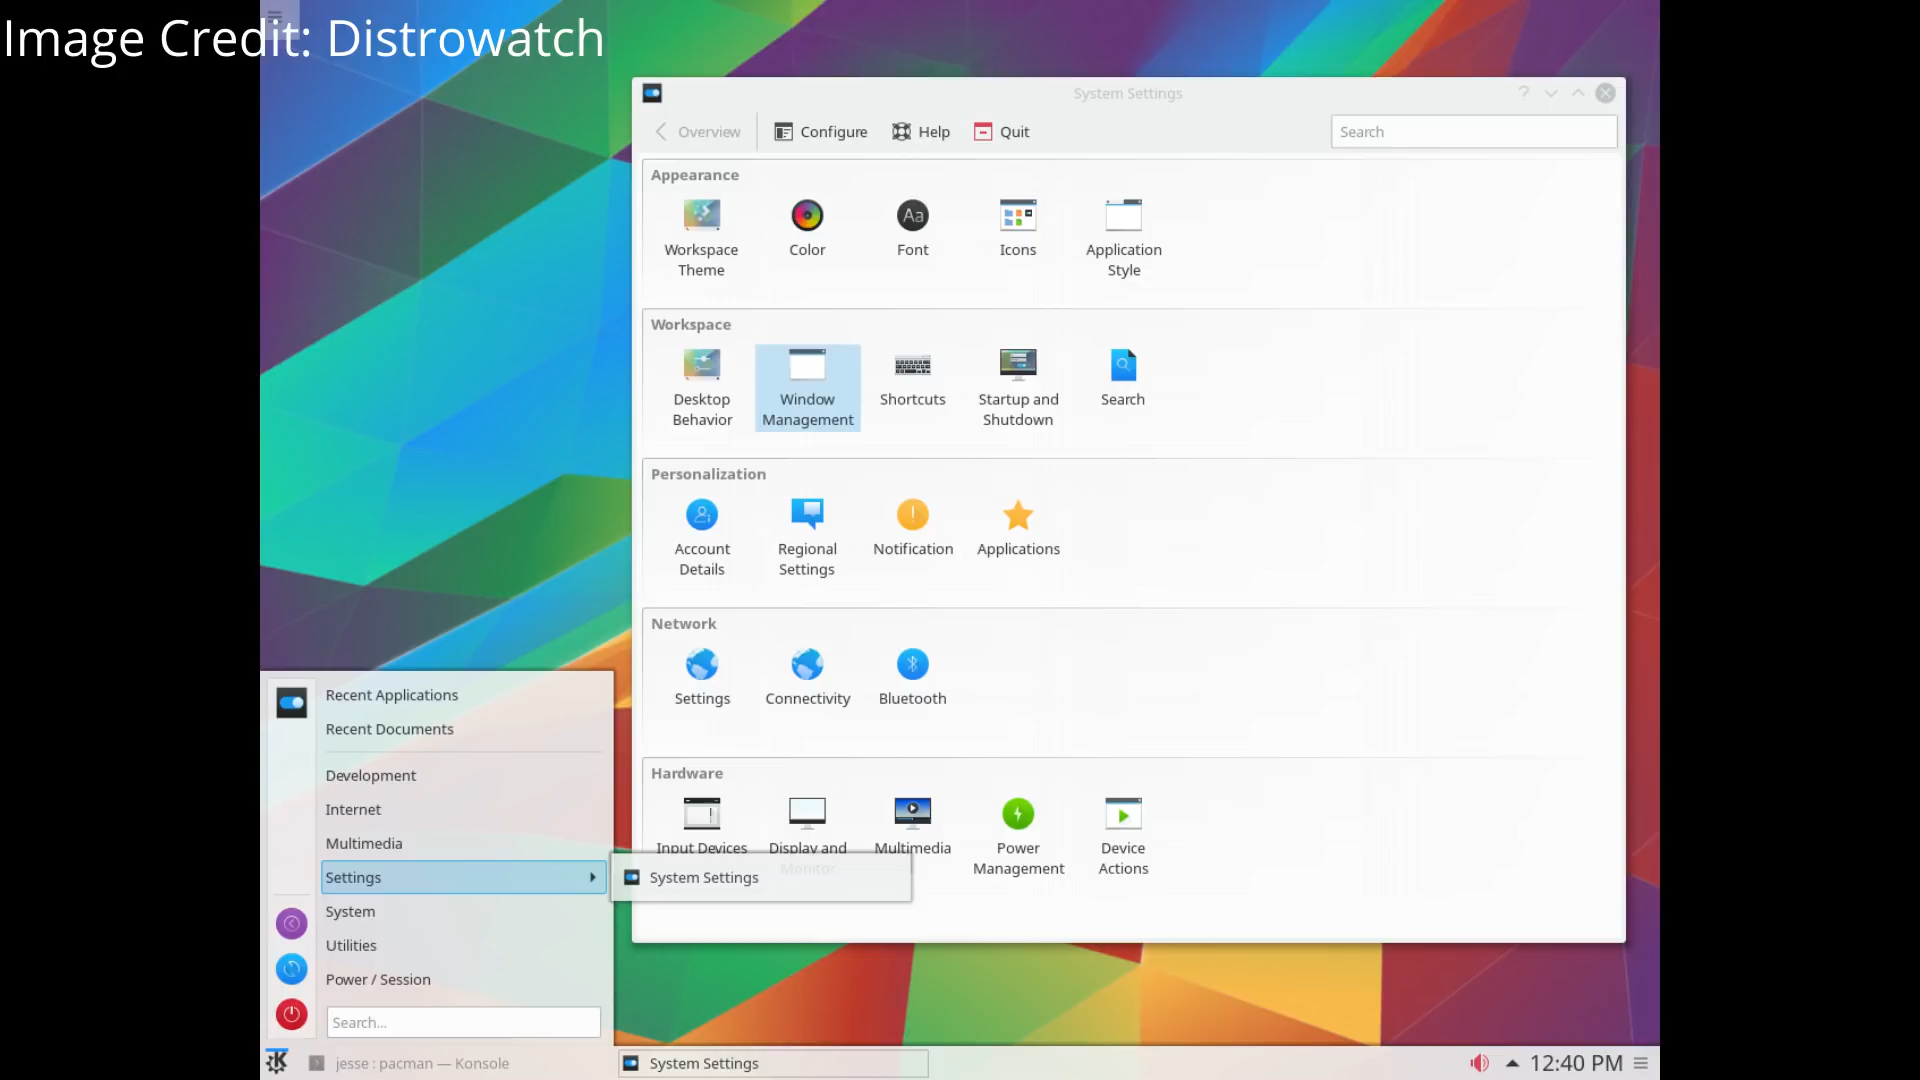 Image Credit: Distrowatch
System Settings
Overview
Configure
Help
Quit
Search
Appearance
Workspace
Theme
Color
Font
Icons
Application
Style
Workspace
Desktop
Behavior
Window
Management
Shortcuts
Startup and
Shutdown
Search
Personalization
Account
Details
Regional
Settings
Notification
Applications
Network
Settings
Connectivity
Bluetooth
Hardware
Input Devices
Display and
Monitor
Multimedia
Power
Management
Device
Actions
Recent Applications
Recent Documents
Development
Internet
Multimedia
Settings
System Settings
System
Utilities
Power / Session
Search...
jesse : pacman — Konsole
System Settings
12:40 PM